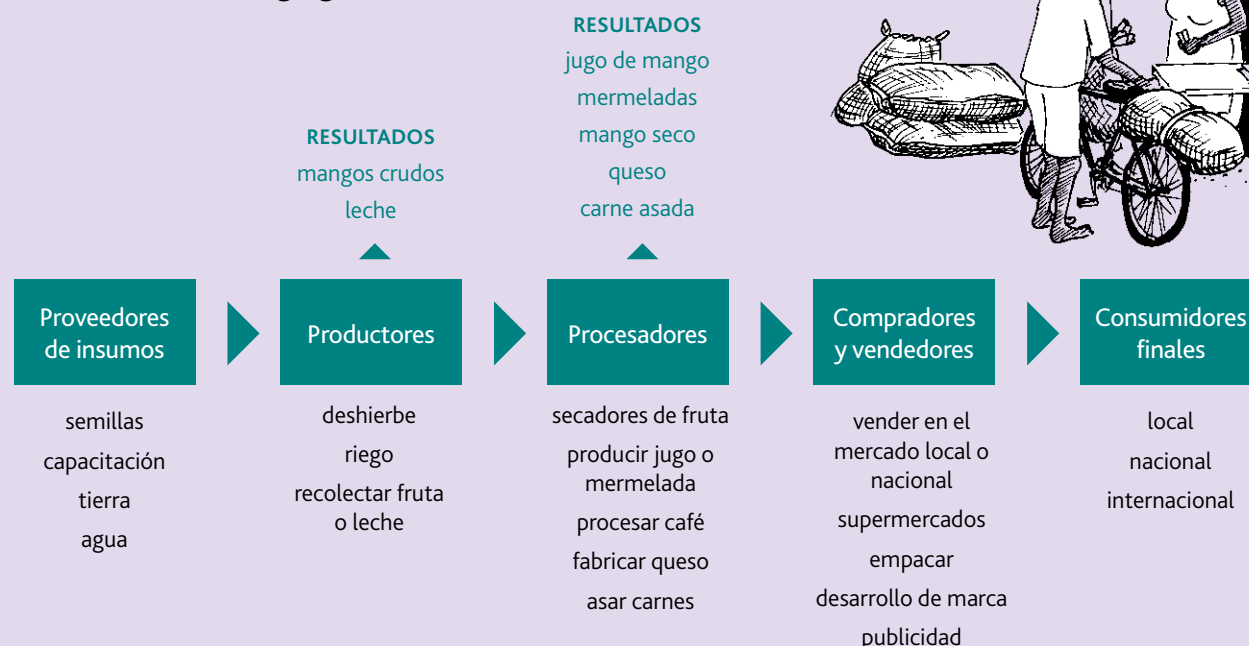 RESULTADOS
mangos crudos
leche
RESULTADOS
jugo de mango
mermeladas
mango seco
queso
carne asada
Proveedores
de insumos
semillas
capacitación
tierra
agua
Productores
deshierbe
riego
recolectar fruta
o leche
Procesadores
secadores de fruta
producir jugo o
mermelada
procesar café
fabricar queso
asar carnes
Compradores
y vendedores
vender en el
mercado local o
nacional
supermercados
empacar
desarrollo de marca
publicidad
Consumidores
finales
local
nacional
internacional